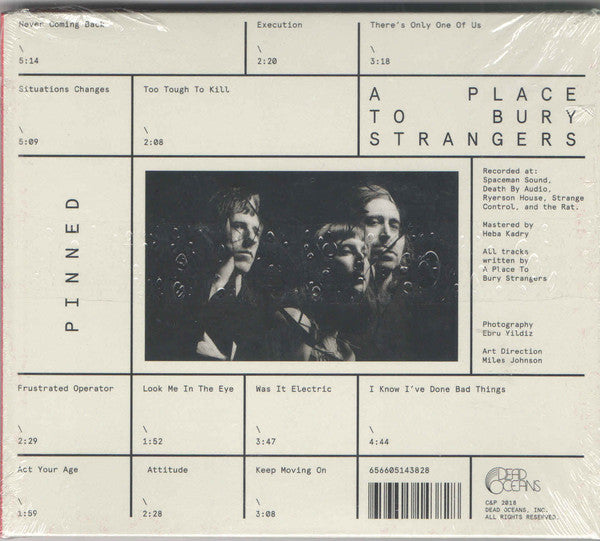 Never Coming Back
\
5:14
Execution
\
2:20
There's Only One Of Us
\
3:18
Situations Changes
\
5:09
Too Tough To Kill
\
2:08
A PLACE
TO BURY
STRANGERS
PINNED
Recorded at:
Spaceman Sound,
Death By Audio,
Ryerson House, Strange
Control, and the Rat.
Mastered by
Heba Kadry
All tracks
written by
A Place To
Bury Strangers
Photography
Ebru Yildiz
Art Direction
Miles Johnson
Frustrated Operator
\
2:29
Look Me In The Eye
\
1:52
Was It Electric
\
3:47
I Know I've Done Bad Things
\
4:44
Act Your Age
\
1:59
Attitude
\
2:28
Keep Moving On
\
3:08
656605143828
DEAD
OCEANS
C&P 2018
DEAD OCEANS, INC.
ALL RIGHTS RESERVED.